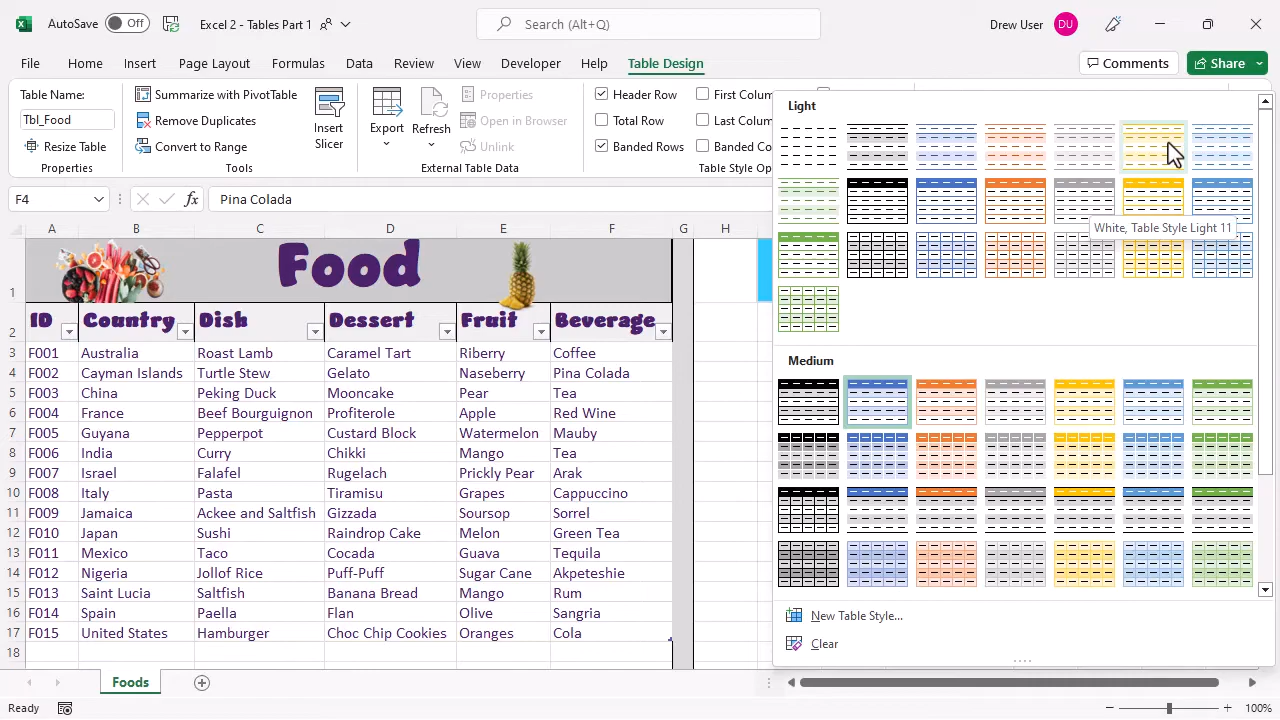 AutoSave Off Excel 2 - Tables Part 1 Search (Alt+Q) Drew User DU
File Home Insert Page Layout Formulas Data Review View Developer Help Table Design Comments Share
Table Name:
Tbl_Food
Resize Table
Properties
Summarize with PivotTable
Remove Duplicates
Convert to Range
Insert
Slicer
Tools
Export
Refresh
Properties
Open in Browser
Unlink
External Table Data
Header Row
Total Row
Banded Rows
First Colum
Last Colum
Banded Co
Table Style Op
F4 fx Pina Colada
A B C D E F G H
1 Food
2 ID Country Dish Dessert Fruit Beverage
3 F001 Australia Roast Lamb Caramel Tart Riberry Coffee
4 F002 Cayman Islands Turtle Stew Gelato Naseberry Pina Colada
5 F003 China Peking Duck Mooncake Pear Tea
6 F004 France Beef Bourguignon Profiterole Apple Red Wine
7 F005 Guyana Pepperpot Custard Block Watermelon Mauby
8 F006 India Curry Chikki Mango Tea
9 F007 Israel Falafel Rugelach Prickly Pear Arak
10 F008 Italy Pasta Tiramisu Grapes Cappuccino
11 F009 Jamaica Ackee and Saltfish Gizzada Soursop Sorrel
12 F010 Japan Sushi Raindrop Cake Melon Green Tea
13 F011 Mexico Taco Cocada Guava Tequila
14 F012 Nigeria Jollof Rice Puff-Puff Sugar Cane Akpeteshie
15 F013 Saint Lucia Saltfish Banana Bread Mango Rum
16 F014 Spain Paella Flan Olive Sangria
17 F015 United States Hamburger Choc Chip Cookies Oranges Cola
18
Light
White, Table Style Light 11
Medium
New Table Style...
Clear
Foods
Ready 100%